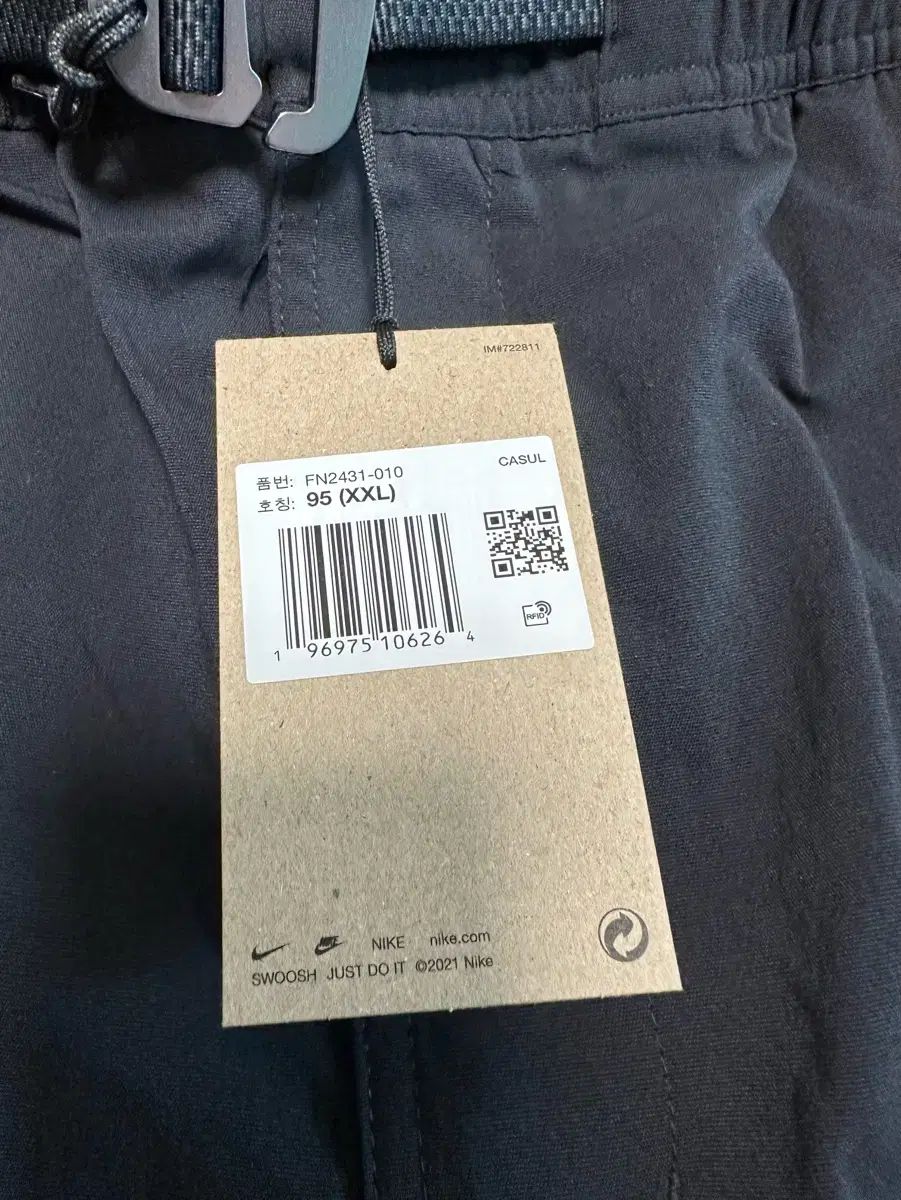 IM#722811
품번: FN2431-010
CASUL
호칭: 95 (XXL)
RFID
1 96975 10626 4
NIKE nike.com
SWOOSH JUST DO IT ©2021 Nike